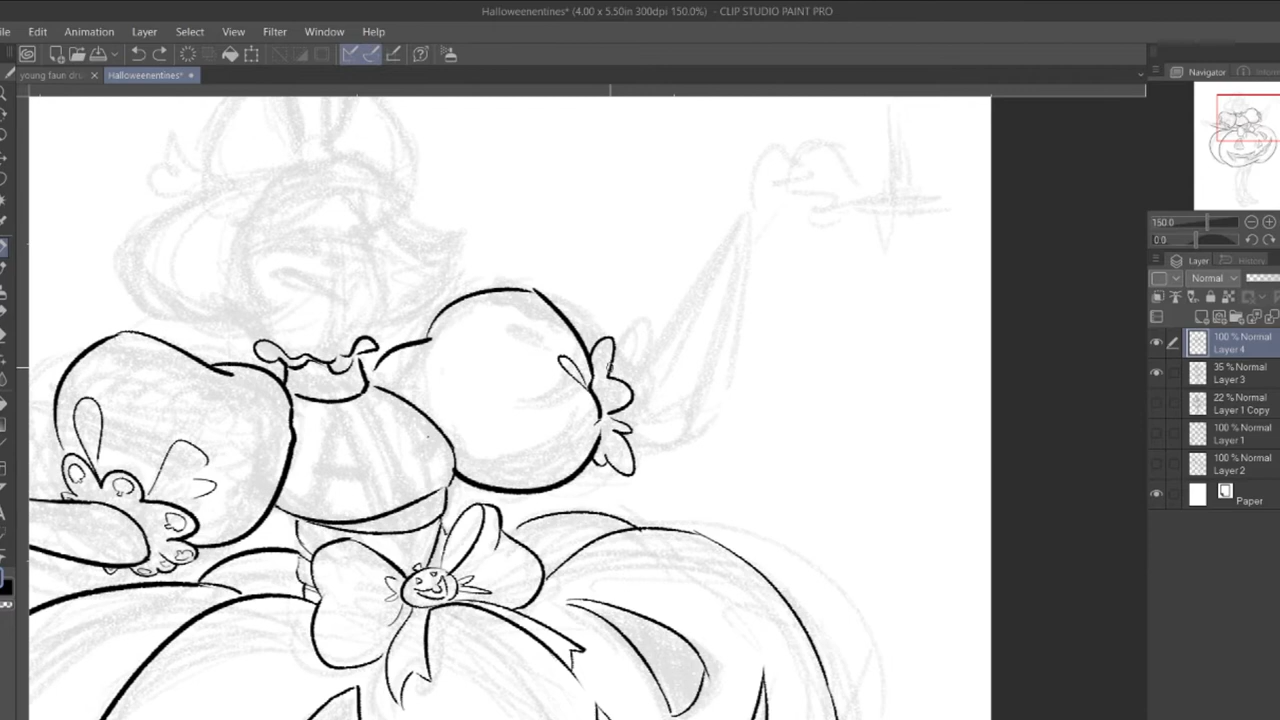 Halloweenentines* (4.00 x 5.50in 300dpi 150.0%) - CLIP STUDIO PAINT PRO
ile Edit Animation Layer Select View Filter Window Help
young faun dr Halloweenentines*
Navigator
150.0
0.0
Layer History
Normal
100 % Normal
Layer 4
35 % Normal
Layer 3
22 % Normal
Layer 1 Copy
100 % Normal
Layer 1
100 % Normal
Layer 2
Paper